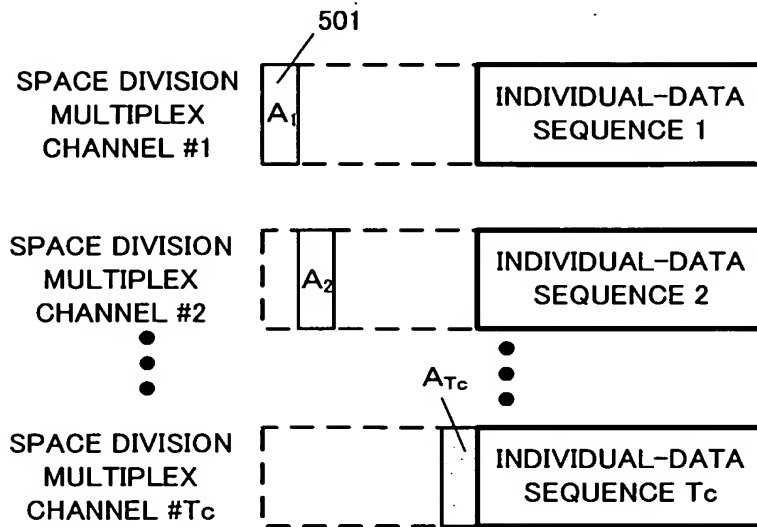 501
SPACE DIVISION
MULTIPLEX
CHANNEL #1
A1
INDIVIDUAL-DATA
SEQUENCE 1
SPACE DIVISION
MULTIPLEX
CHANNEL #2
A2
INDIVIDUAL-DATA
SEQUENCE 2
ATc
SPACE DIVISION
MULTIPLEX
CHANNEL #Tc
INDIVIDUAL-DATA
SEQUENCE Tc